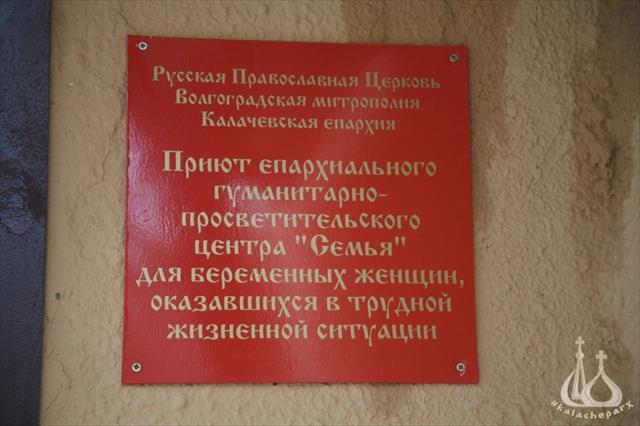 Русская Православная Церковь
Волгоградская митрополия
Калачевская епархия
Приют епархиального
гуманитарно-
просветительского
центра "Семья"
для беременных женщин,
оказавшихся в трудной
жизненной ситуации
#kalacheparx